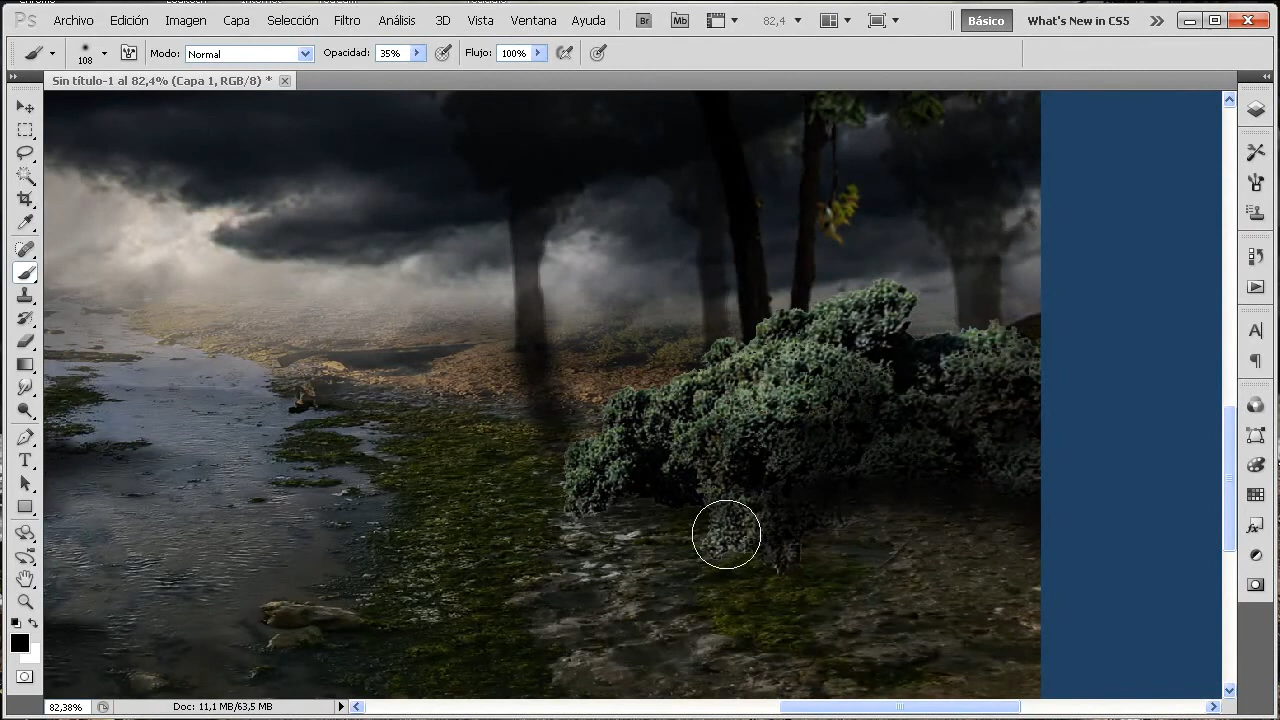 Ps Archivo Edición Imagen Capa Selección Filtro Análisis 3D Vista Ventana Ayuda Br Mb 82,4 Básico What's New in CS5
108 Modo: Normal Opacidad: 35% Flujo: 100%
Sin título-1 al 82,4% (Capa 1, RGB/8) *
T
A
82,38% Doc: 11,1 MB/63,5 MB